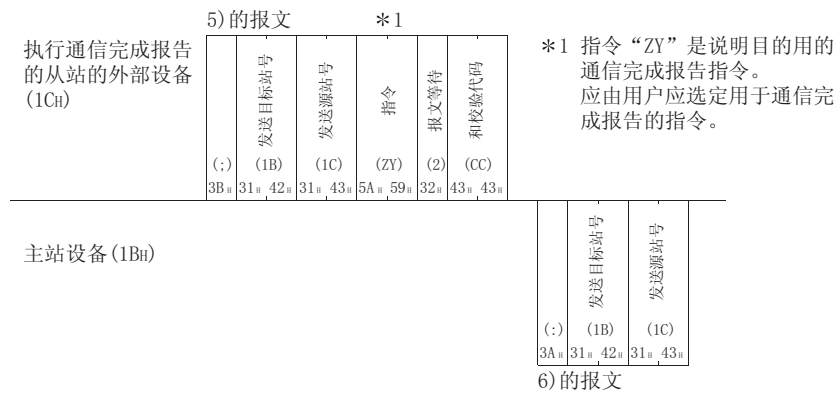 5)的报文 ＊1
执行通信完成报告
的从站的外部设备
(1CH)
发送目标站号 发送源站号 指令 报文等待 和校验代码
(;) (1B) (1C) (ZY) (2) (CC)
3BH 31H 42H 31H 43H 5AH 59H 32H 43H 43H
＊1 指令“ZY”是说明目的用的
通信完成报告指令。
应由用户应选定用于通信完
成报告的指令。
主站设备(1BH)
发送目标站号 发送源站号
(:) (1B) (1C)
3AH 31H 42H 31H 43H
6)的报文